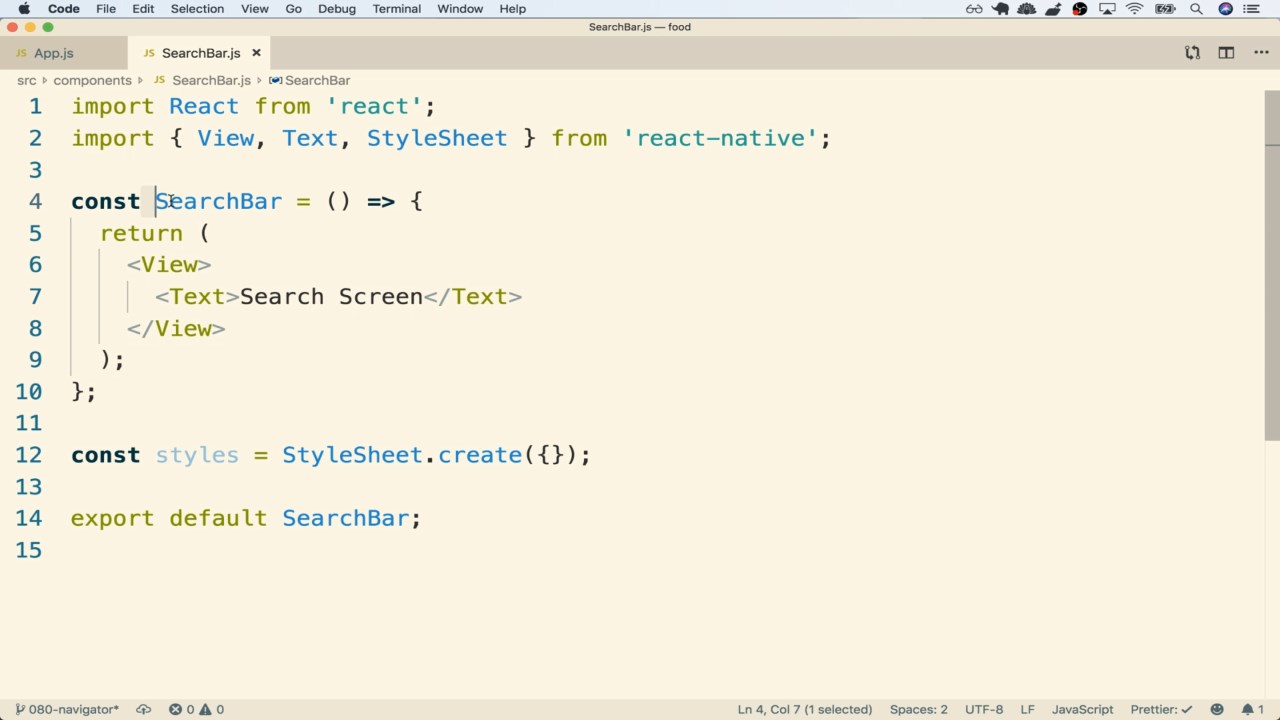 Code File Edit Selection View Go Debug Terminal Window Help
SearchBar.js — food
JS App.js JS SearchBar.js ×
src components JS SearchBar.js SearchBar
1 import React from 'react';
2 import { View, Text, StyleSheet } from 'react-native';
3
4 const SearchBar = () => {
5 return (
6 <View>
7 <Text>Search Screen</Text>
8 </View>
9 );
10 };
11
12 const styles = StyleSheet.create({});
13
14 export default SearchBar;
15
080-navigator* 0 0 Ln 4, Col 7 (1 selected) Spaces: 2 UTF-8 LF JavaScript Prettier: ✓ 1